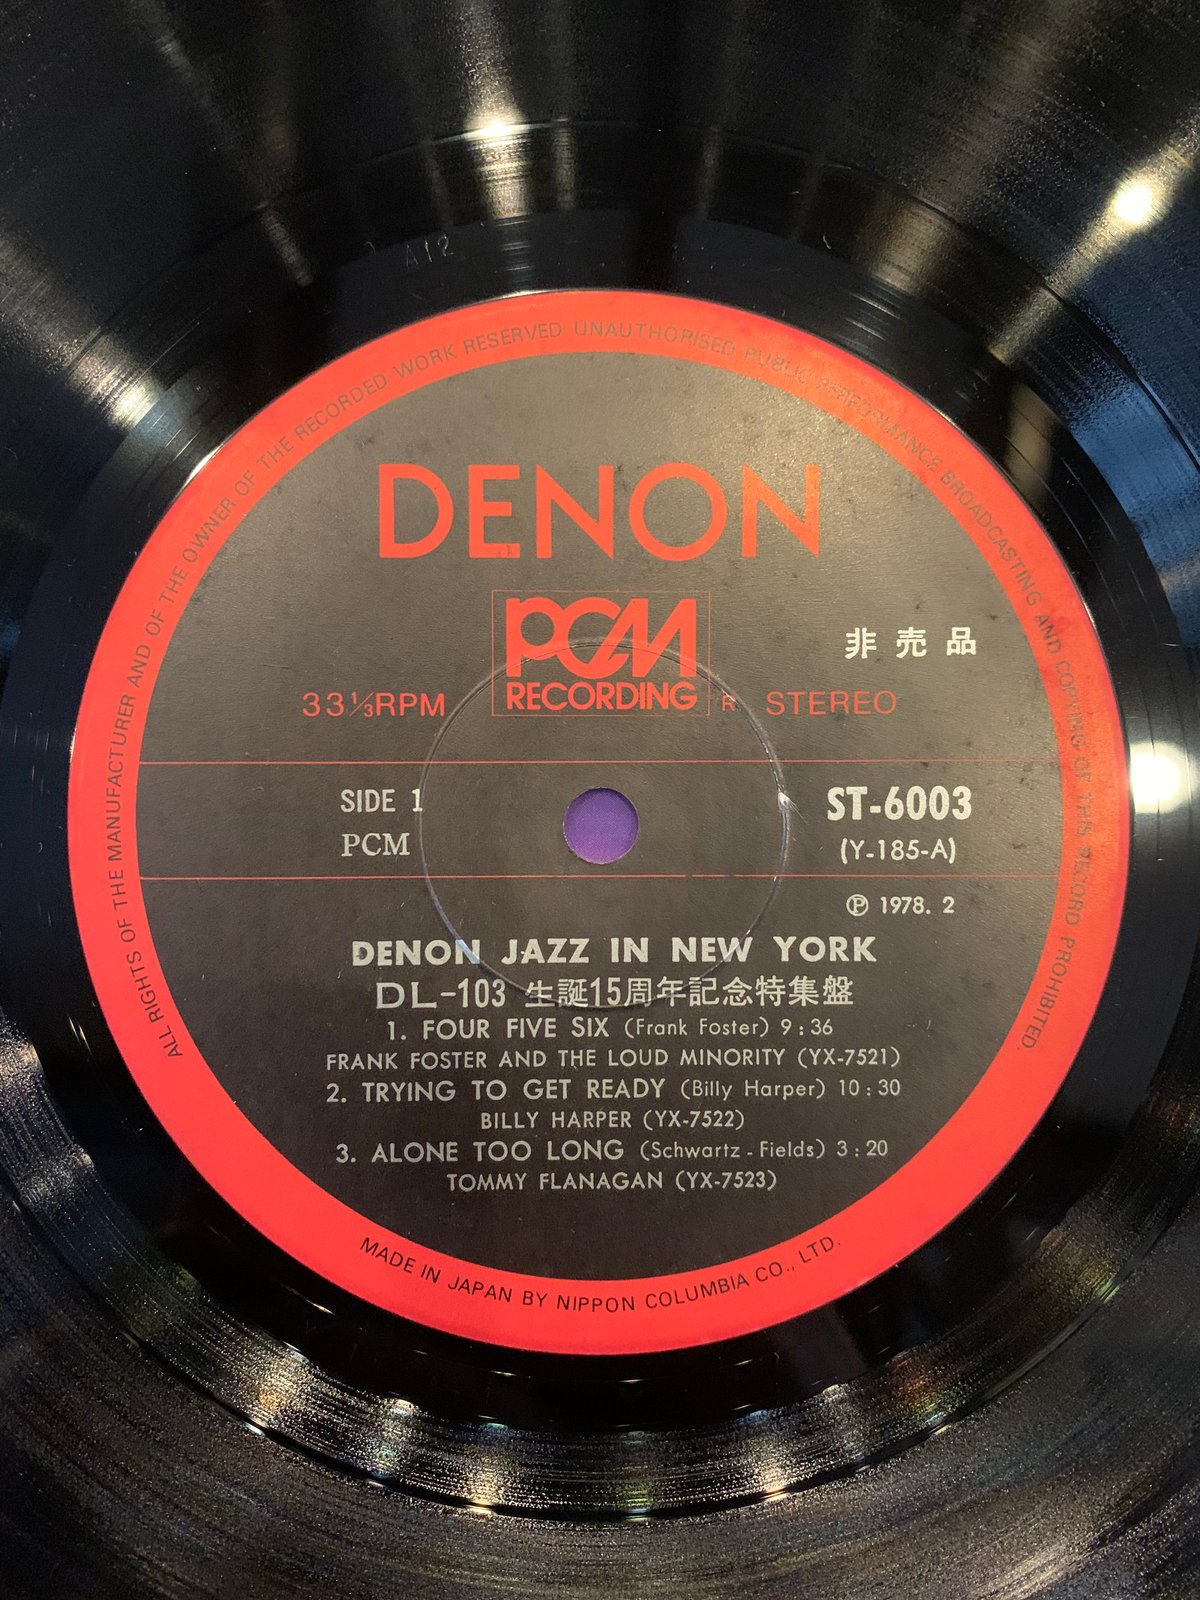 A12
ALL RIGHTS OF THE MANUFACTURER AND OF THE OWNER OF THE RECORDED WORK RESERVED UNAUTHORISED PUBLIC PERFORMANCE BROADCASTING AND COPYING OF THIS RECORD PROHIBITED.
DENON
PCM
RECORDING
非売品
33⅓RPM
R STEREO
SIDE 1
ST-6003
PCM
(Y-185-A)
℗ 1978. 2
DENON JAZZ IN NEW YORK
DL-103 生誕15周年記念特集盤
1. FOUR FIVE SIX (Frank Foster) 9:36
FRANK FOSTER AND THE LOUD MINORITY (YX-7521)
2. TRYING TO GET READY (Billy Harper) 10:30
BILLY HARPER (YX-7522)
3. ALONE TOO LONG (Schwartz-Fields) 3:20
TOMMY FLANAGAN (YX-7523)
MADE IN JAPAN BY NIPPON COLUMBIA CO., LTD.